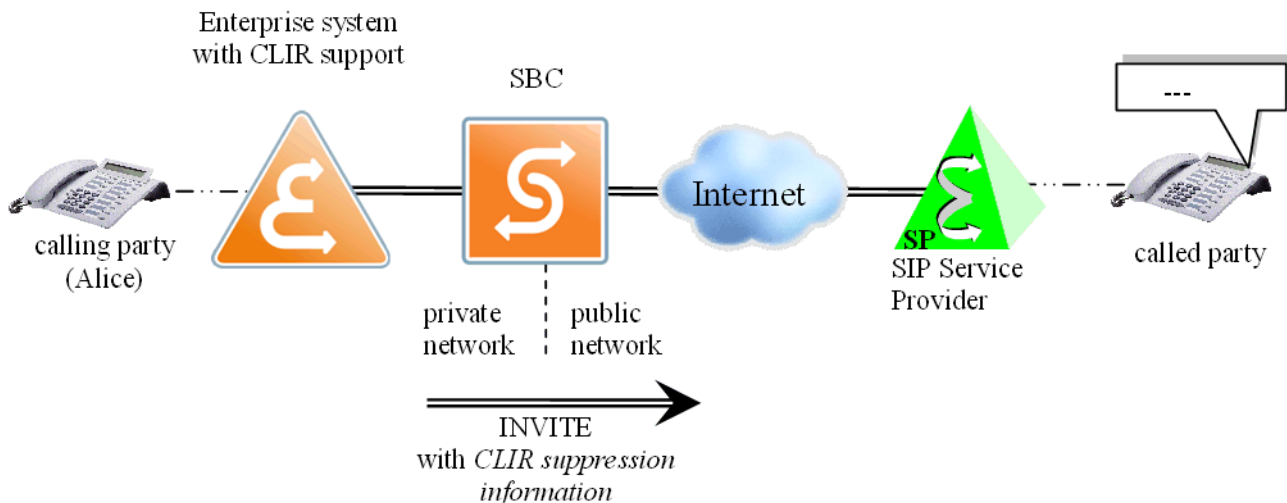 Enterprise system
with CLIR support
SBC
---
Internet
SP
calling party
(Alice)
SIP Service
Provider
called party
private
network
public
network
INVITE
with CLIR suppression
information